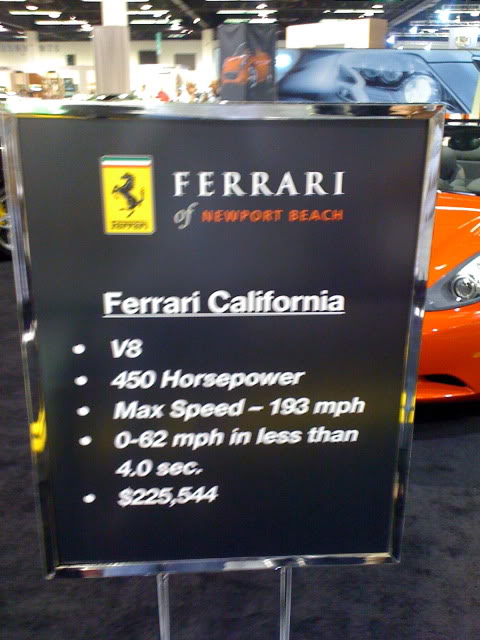 FERRARI
of NEWPORT BEACH
Ferrari
Ferrari California
• V8
• 450 Horsepower
• Max Speed – 193 mph
• 0-62 mph in less than
4.0 sec.
• $225,544